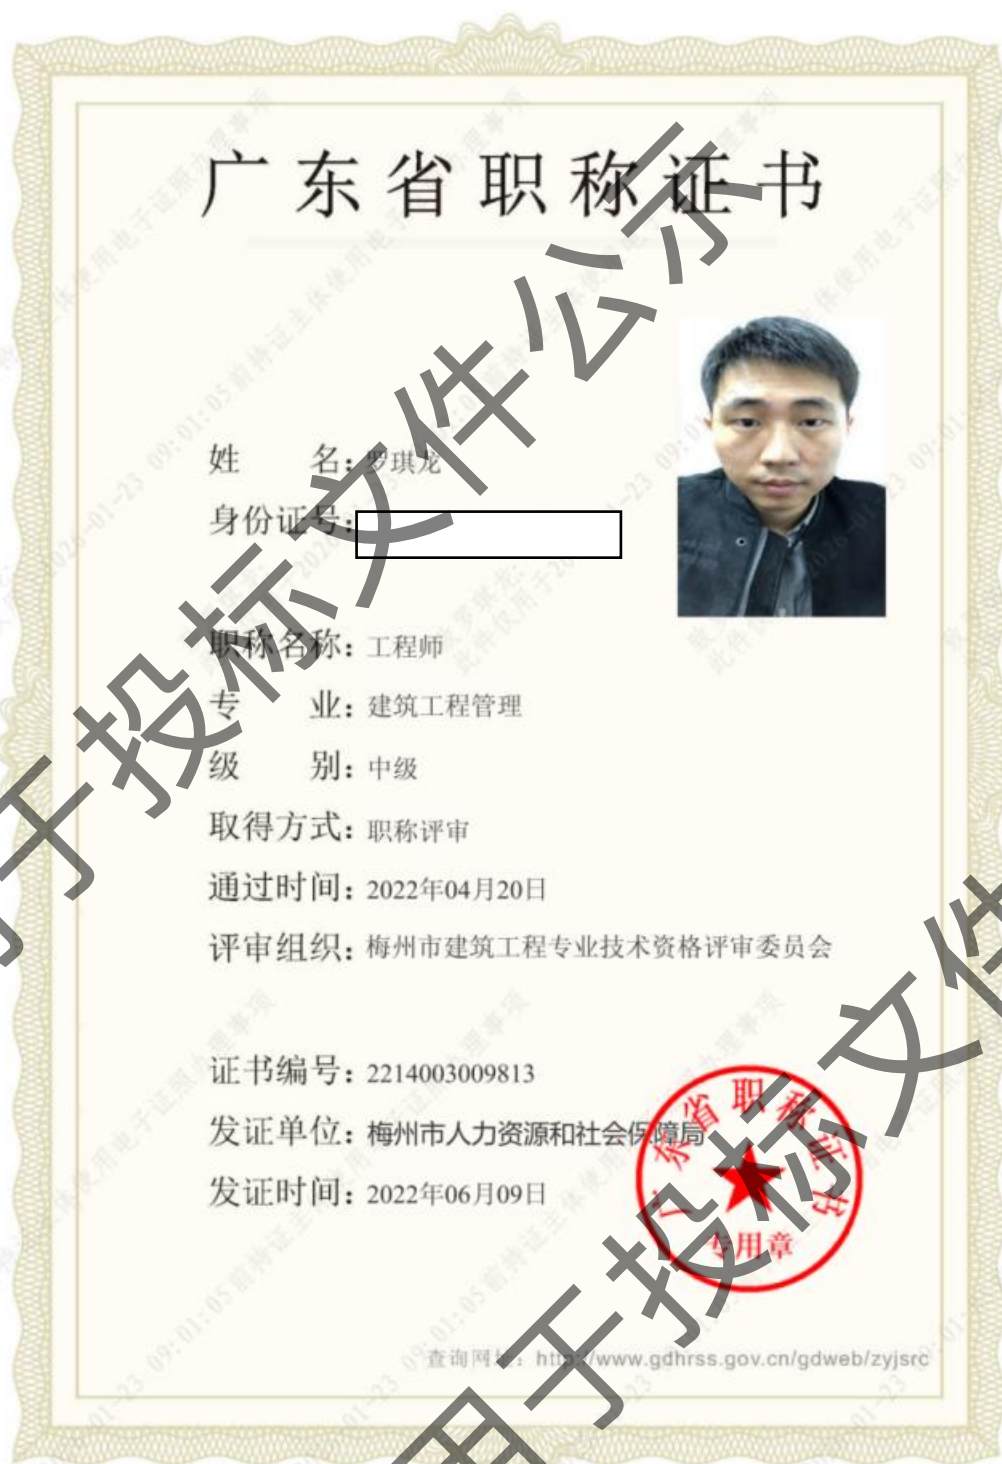 广东省职称证书
姓 名：罗琪龙
身份证号：
职称名称：工程师
专 业：建筑工程管理
级 别：中级
取得方式：职称评审
通过时间：2022年04月20日
评审组织：梅州市建筑工程专业技术资格评审委员会
证书编号：2214003009813
发证单位：梅州市人力资源和社会保障局
发证时间：2022年06月09日
广东省职称证书
专用章
查询网址：http://www.gdhrss.gov.cn/gdweb/zyjsrc
于投标文件公示
用于投标文件